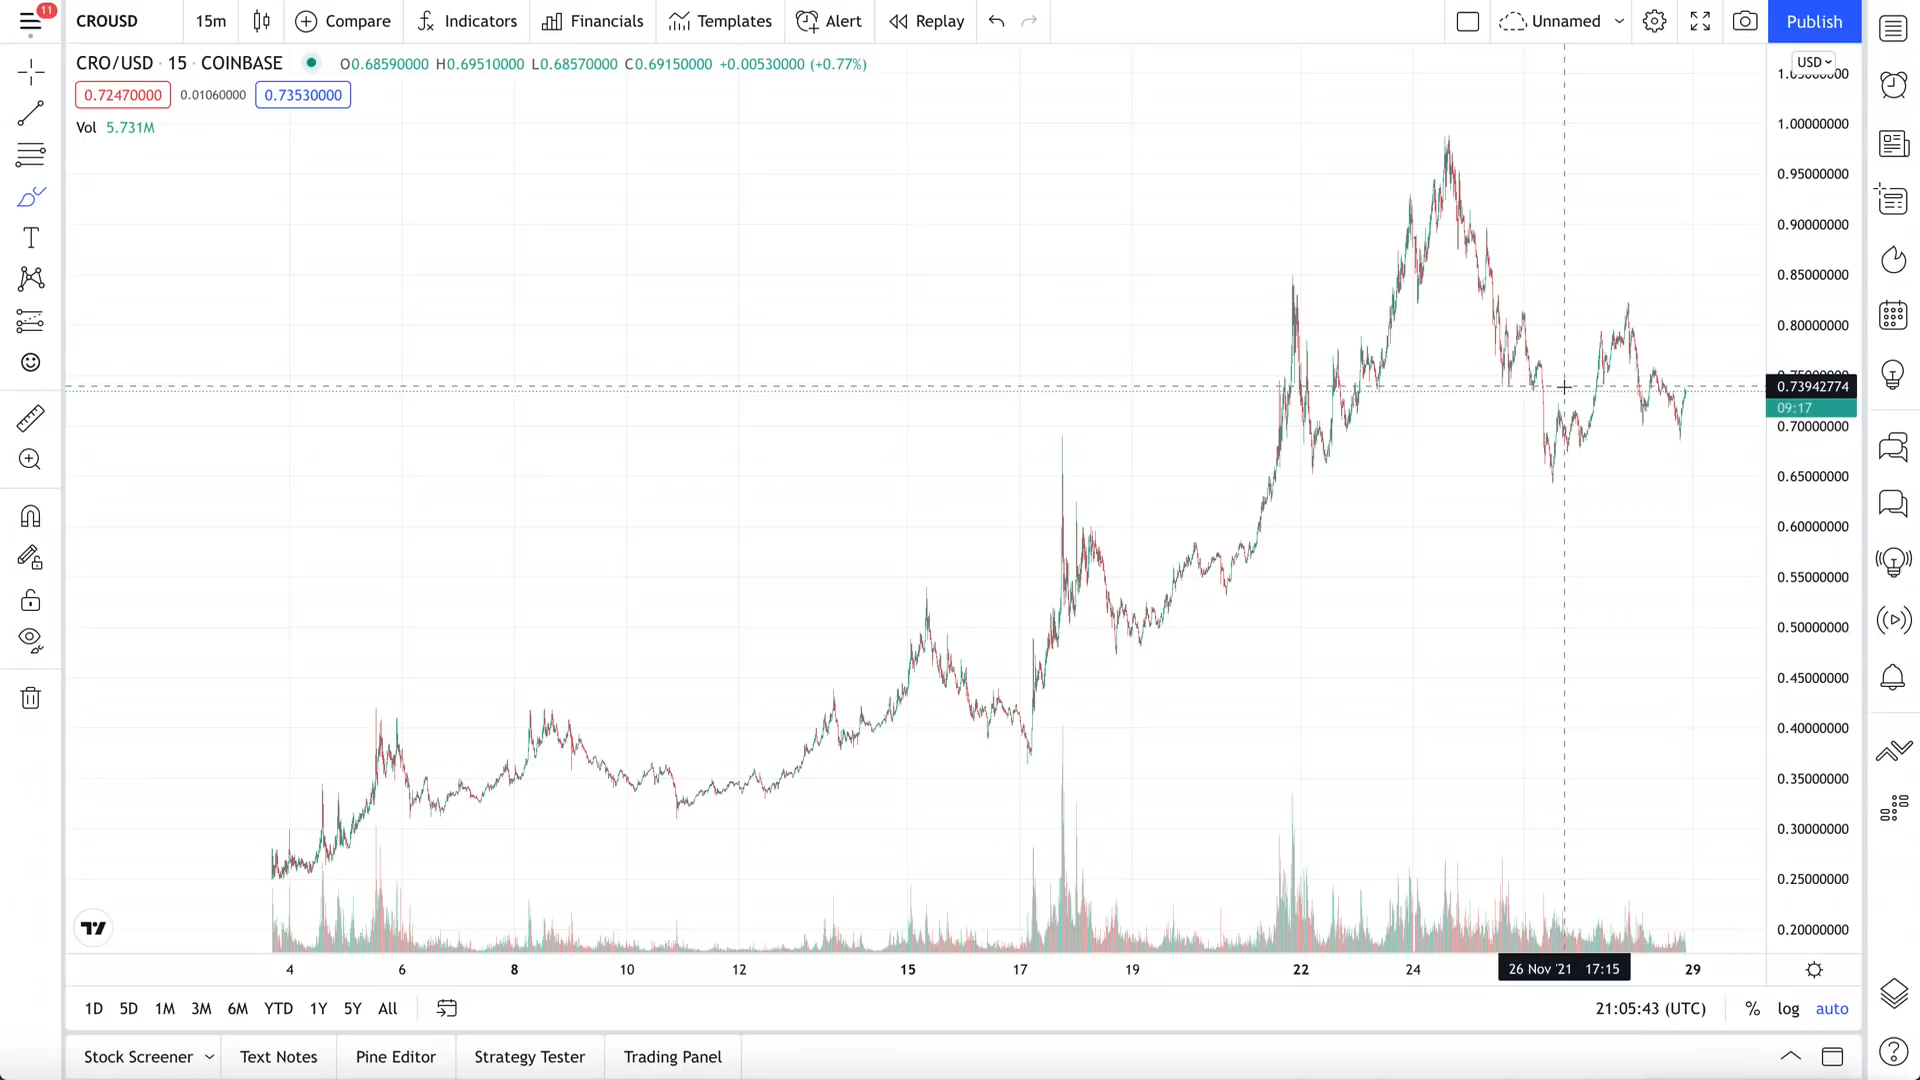 11
CROUSD 15m Compare Indicators Financials Templates Alert Replay Unnamed Publish
CRO/USD · 15 · COINBASE O0.68590000 H0.69510000 L0.68570000 C0.69150000 +0.00530000 (+0.77%)
USD
0.72470000 0.01060000 0.73530000
Vol 5.731M
1.00000000
0.95000000
0.90000000
0.85000000
0.80000000
0.73942774
09:17
0.70000000
0.65000000
0.60000000
0.55000000
0.50000000
0.45000000
0.40000000
0.35000000
0.30000000
0.25000000
0.20000000
4 6 8 10 12 15 17 19 22 24 26 Nov '21 17:15 29
1D 5D 1M 3M 6M YTD 1Y 5Y All 21:05:43 (UTC) % log auto
Stock Screener Text Notes Pine Editor Strategy Tester Trading Panel